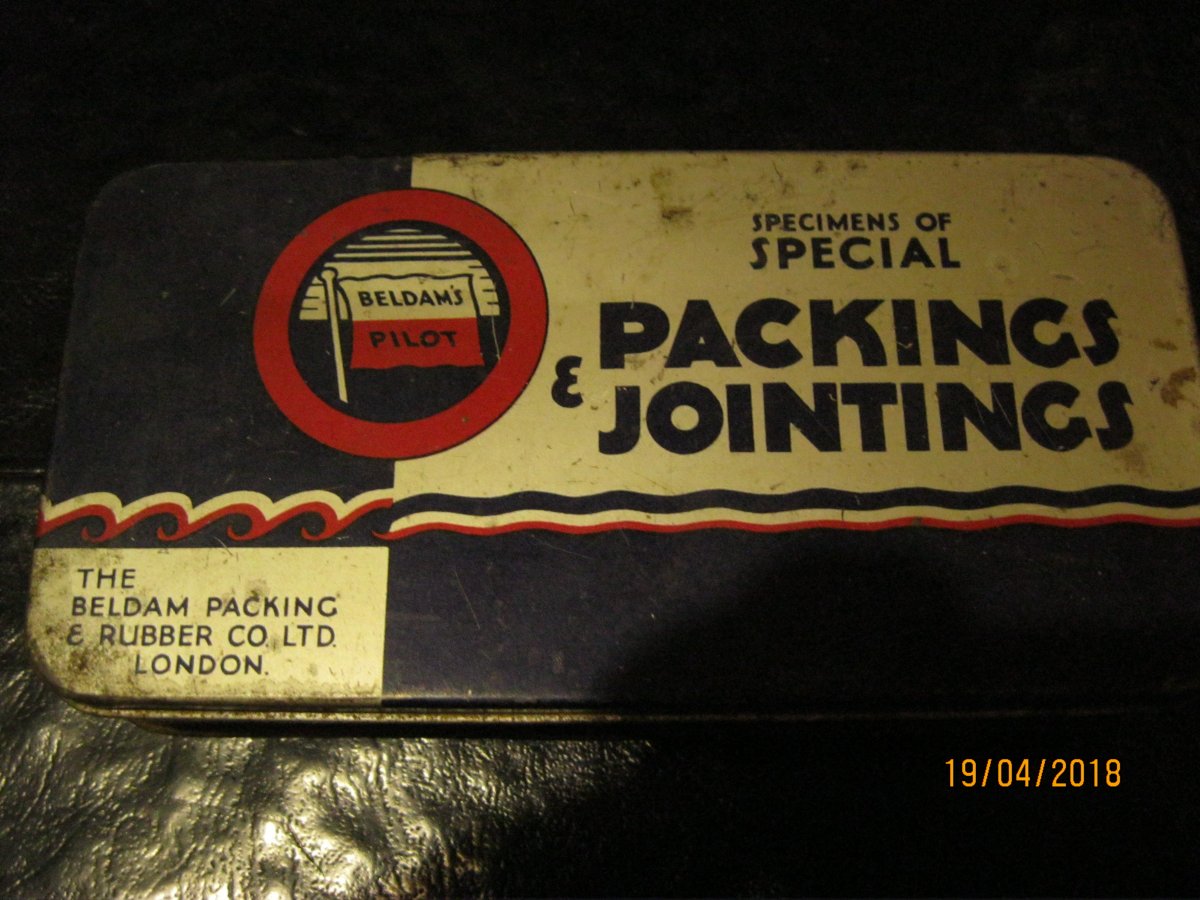 BELDAM'S
PILOT
SPECIMENS OF
SPECIAL
PACKINGS
& JOINTINGS
THE
BELDAM PACKING
& RUBBER CO. LTD.
LONDON.
19/04/2018